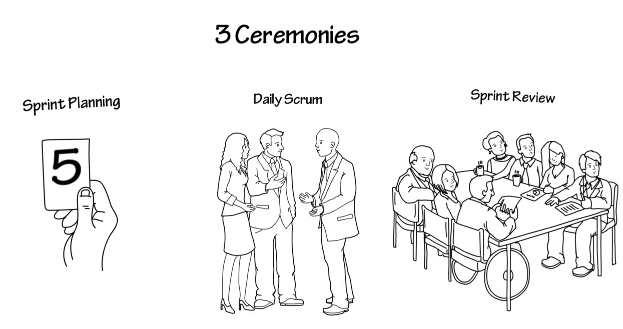 3 Ceremonies
Sprint Planning
Daily Scrum
Sprint Review
5